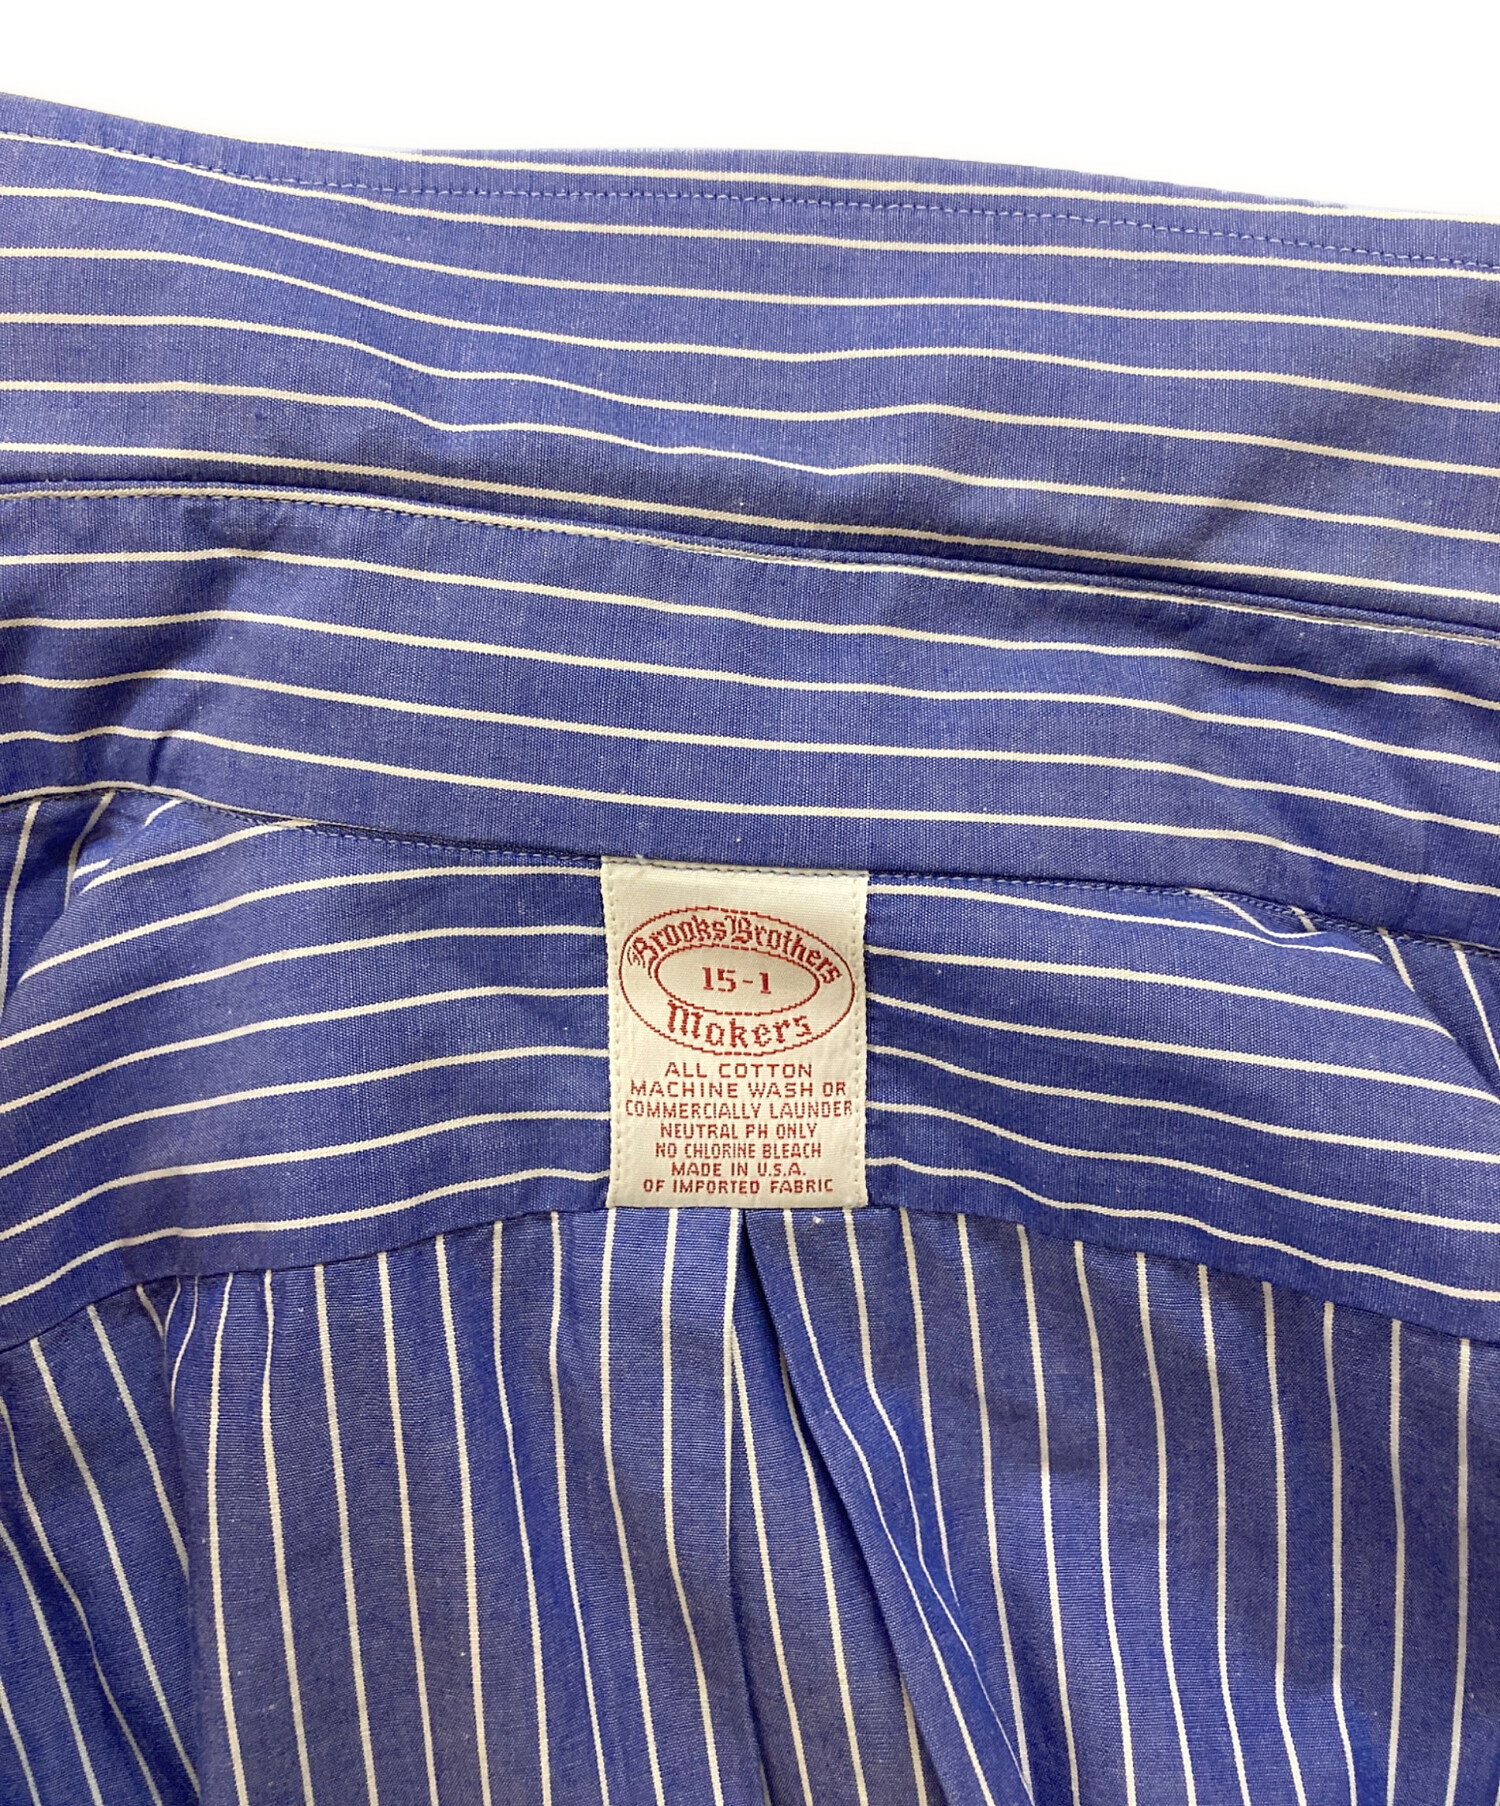 Brooks Brothers
15-1
Makers
ALL COTTON
MACHINE WASH OR
COMMERCIALLY LAUNDER
NEUTRAL PH ONLY
NO CHLORINE BLEACH
MADE IN U.S.A.
OF IMPORTED FABRIC